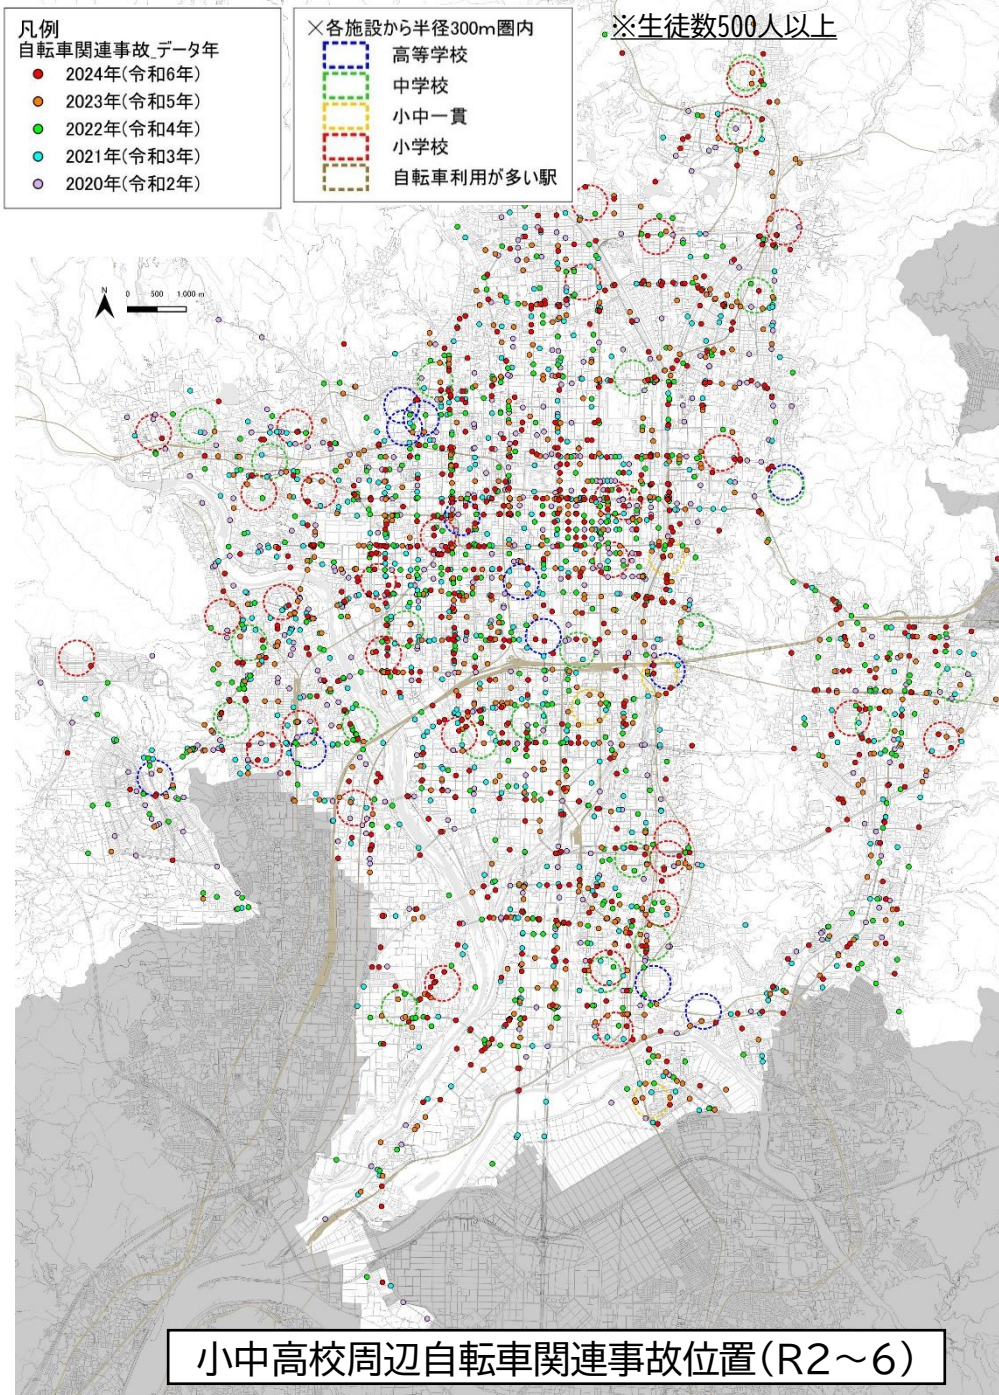 凡例
自転車関連事故_データ年
2024年(令和6年)
2023年(令和5年)
2022年(令和4年)
2021年(令和3年)
2020年(令和2年)
×各施設から半径300m圏内
高等学校
中学校
小中一貫
小学校
自転車利用が多い駅
※生徒数500人以上
N
0 500 1,000 m
小中高校周辺自転車関連事故位置(R2～6)